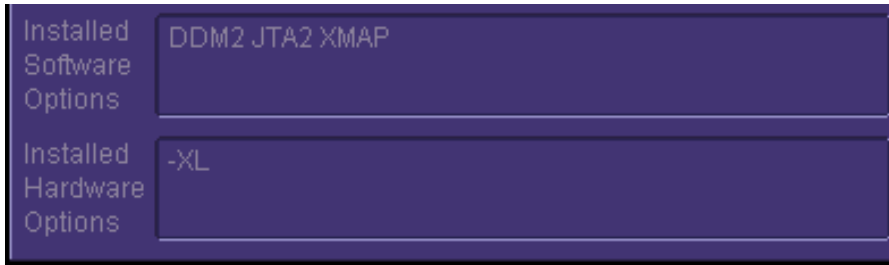 Installed
Software
Options
DDM2 JTA2 XMAP
Installed
Hardware
Options
-XL